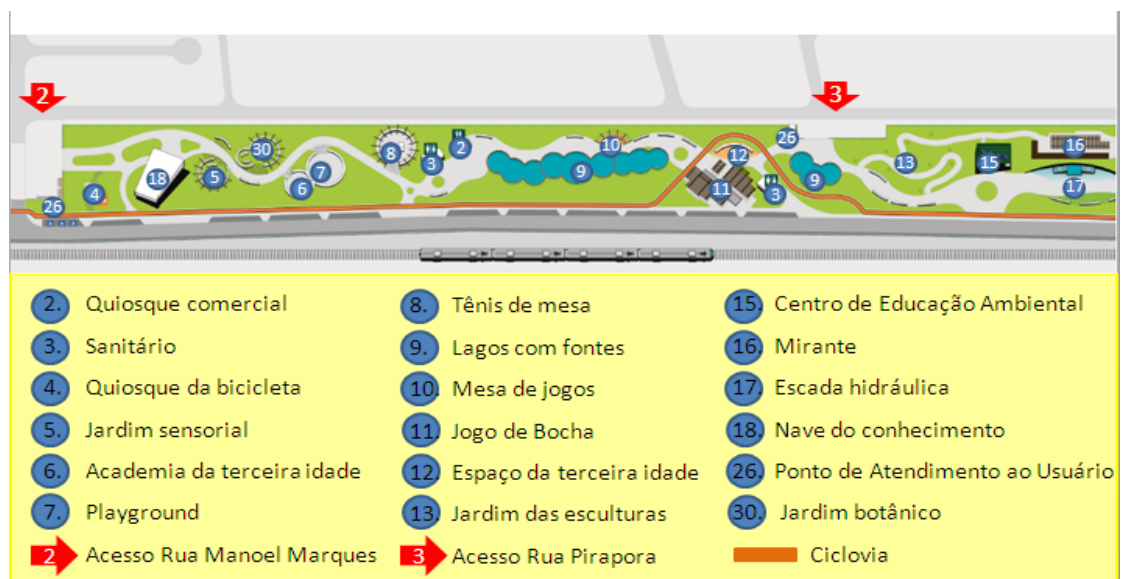 2
3
30
8
3
2
10
26
12
13
15
16
18
5
6
7
9
11
3
9
17
4
26
2. Quiosque comercial
3. Sanitário
4. Quiosque da bicicleta
5. Jardim sensorial
6. Academia da terceira idade
7. Playground
2 Acesso Rua Manoel Marques
8. Tênis de mesa
9. Lagos com fontes
10. Mesa de jogos
11. Jogo de Bocha
12. Espaço da terceira idade
13. Jardim das esculturas
3 Acesso Rua Pirapora
15. Centro de Educação Ambiental
16. Mirante
17. Escada hidráulica
18. Nave do conhecimento
26. Ponto de Atendimento ao Usuário
30. Jardim botânico
Ciclovia